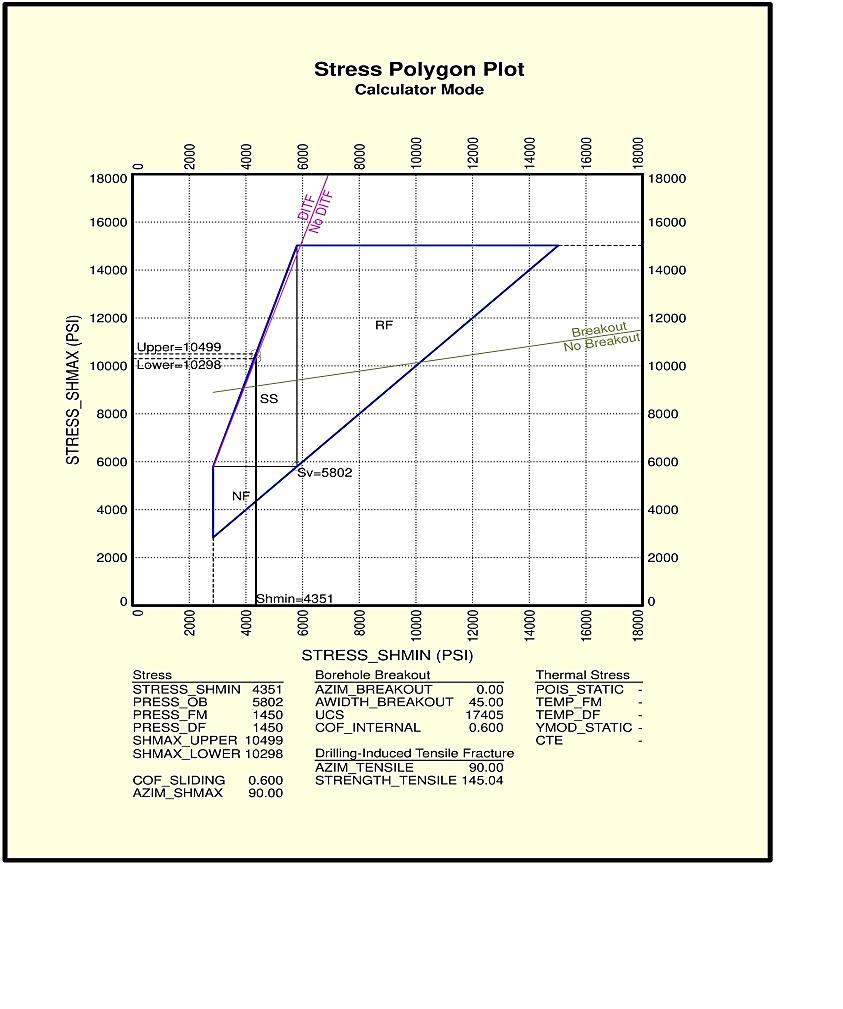 Stress Polygon Plot
Calculator Mode
0 2000 4000 6000 8000 10000 12000 14000 16000 18000
18000 18000
16000 16000
14000 14000
12000 12000
10000 10000
8000 8000
6000 6000
4000 4000
2000 2000
0 0
STRESS_SHMAX (PSI)
DITF
No DITF
RF
Breakout
No Breakout
Upper=10499
Lower=10298
SS
Sv=5802
NF
Shmin=4351
0 2000 4000 6000 8000 10000 12000 14000 16000 18000
STRESS_SHMIN (PSI)
Stress
STRESS_SHMIN 4351
PRESS_OB 5802
PRESS_FM 1450
PRESS_DF 1450
SHMAX_UPPER 10499
SHMAX_LOWER 10298
COF_SLIDING 0.600
AZIM_SHMAX 90.00
Borehole Breakout
AZIM_BREAKOUT 0.00
AWIDTH_BREAKOUT 45.00
UCS 17405
COF_INTERNAL 0.600
Drilling-Induced Tensile Fracture
AZIM_TENSILE 90.00
STRENGTH_TENSILE 145.04
Thermal Stress
POIS_STATIC -
TEMP_FM -
TEMP_DF -
YMOD_STATIC -
CTE -